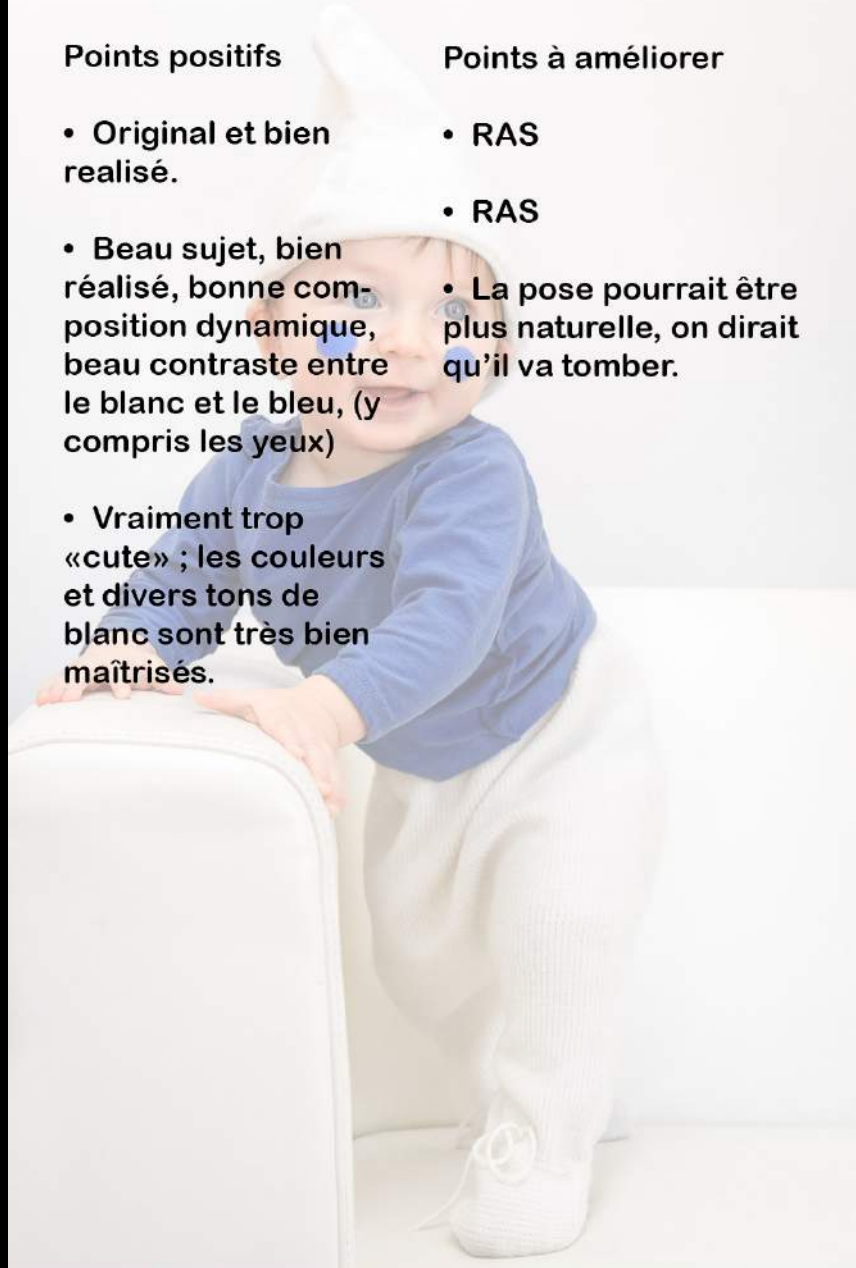 Points positifs
• Original et bien
realisé.
• Beau sujet, bien
réalisé, bonne com-
position dynamique,
beau contraste entre
le blanc et le bleu, (y
compris les yeux)
• Vraiment trop
«cute» ; les couleurs
et divers tons de
blanc sont très bien
maîtrisés.
Points à améliorer
• RAS
• RAS
• La pose pourrait être
plus naturelle, on dirait
qu’il va tomber.